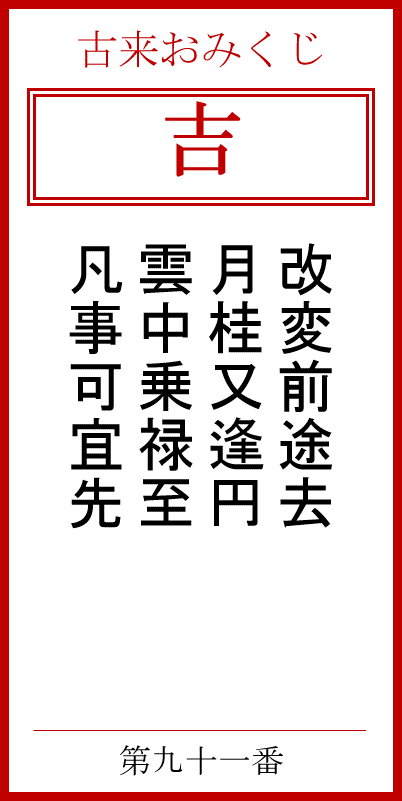 古来おみくじ
吉
改変前途去
月桂又逢円
雲中乗禄至
凡事可宜先
第九十一番